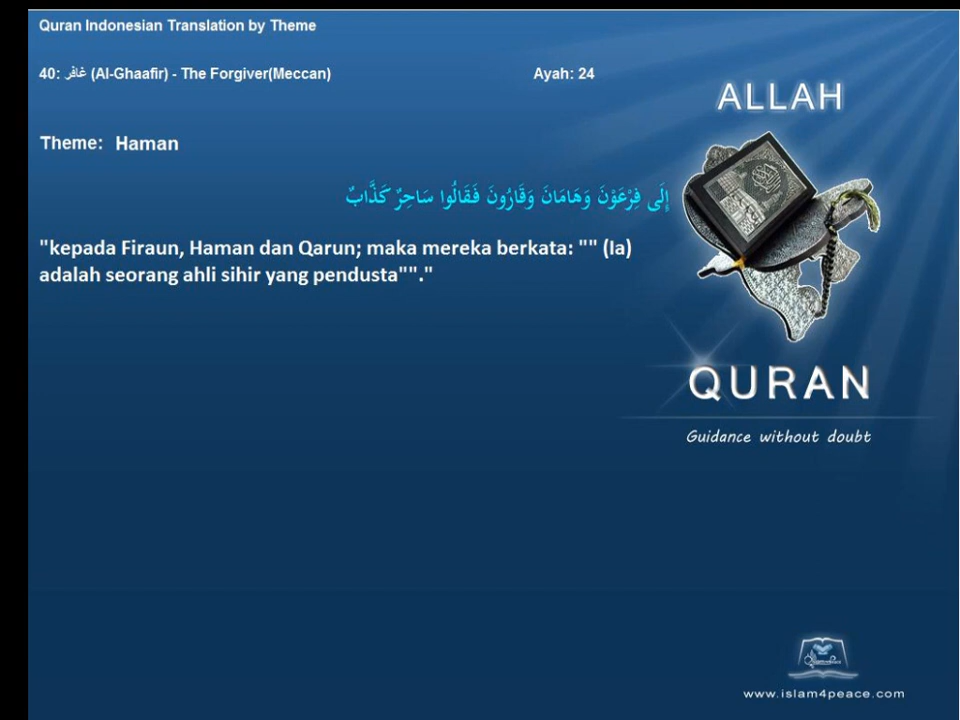 Quran Indonesian Translation by Theme
40: غافر (Al-Ghaafir) - The Forgiver(Meccan) Ayah: 24
Theme: Haman
إِلَى فِرْعَوْنَ وَهَامَانَ وَقَارُونَ فَقَالُوا سَاحِرٌ كَذَّابٌ
"kepada Firaun, Haman dan Qarun; maka mereka berkata: "" (Ia)
adalah seorang ahli sihir yang pendusta""."
ALLAH
QURAN
Guidance without doubt
www.islam4peace.com